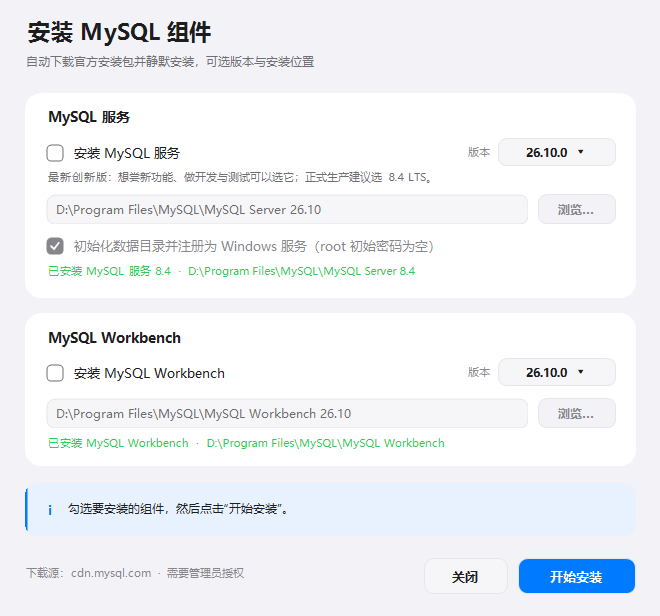 安装 MySQL 组件
自动下载官方安装包并静默安装，可选版本与安装位置
MySQL 服务
安装 MySQL 服务 版本 26.10.0
最新创新版：想尝新功能、做开发与测试可以选它；正式生产建议选 8.4 LTS。
D:\Program Files\MySQL\MySQL Server 26.10 浏览...
初始化数据目录并注册为 Windows 服务（root 初始密码为空）
已安装 MySQL 服务 8.4 · D:\Program Files\MySQL\MySQL Server 8.4
MySQL Workbench
安装 MySQL Workbench 版本 26.10.0
D:\Program Files\MySQL\MySQL Workbench 26.10 浏览...
已安装 MySQL Workbench · D:\Program Files\MySQL\MySQL Workbench
i 勾选要安装的组件，然后点击“开始安装”。
下载源：cdn.mysql.com · 需要管理员授权 关闭 开始安装